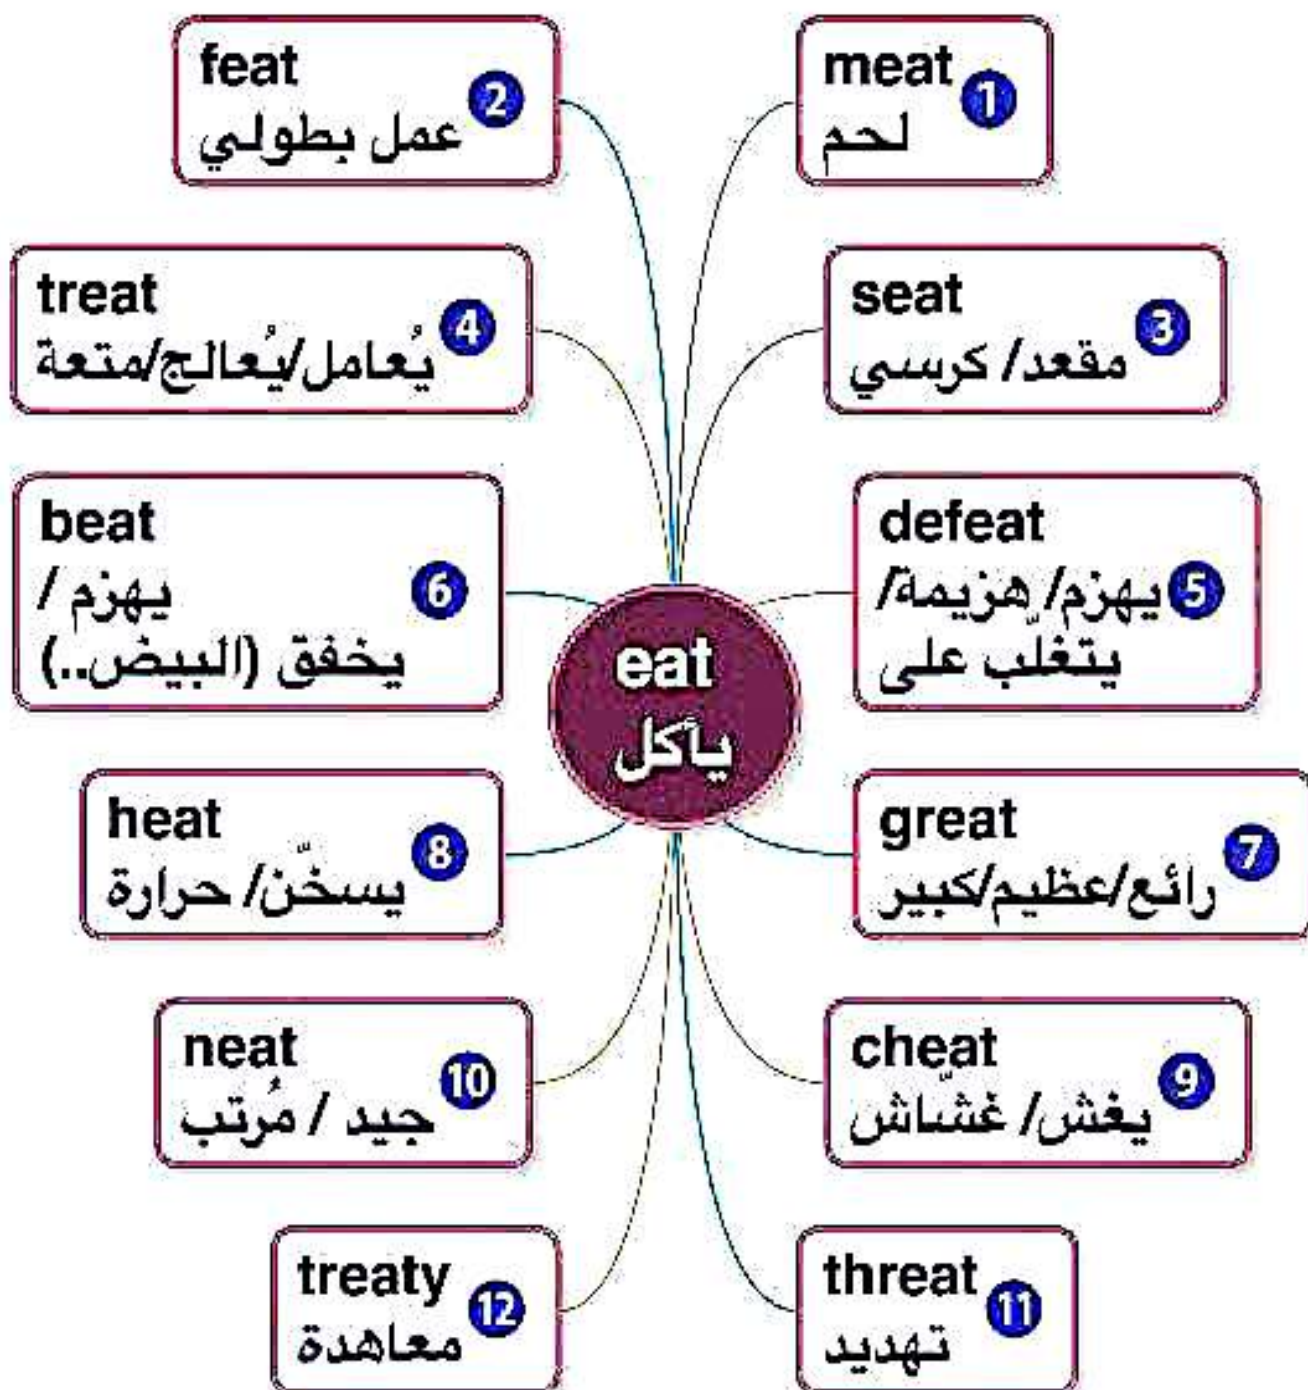 eat
يأكل
meat
لحم
1
feat
عمل بطولي
2
seat
مقعد/ كرسي
3
treat
يُعامل/يُعالج/متعة
4
defeat
يهزم/ هزيمة/
يتغلّب على
5
beat
يهزم /
يخفق (البيض..)
6
great
رائع/عظيم/كبير
7
heat
يسخّن/ حرارة
8
cheat
يغش/ غشّاش
9
neat
جيد / مُرتب
10
threat
تهديد
11
treaty
معاهدة
12